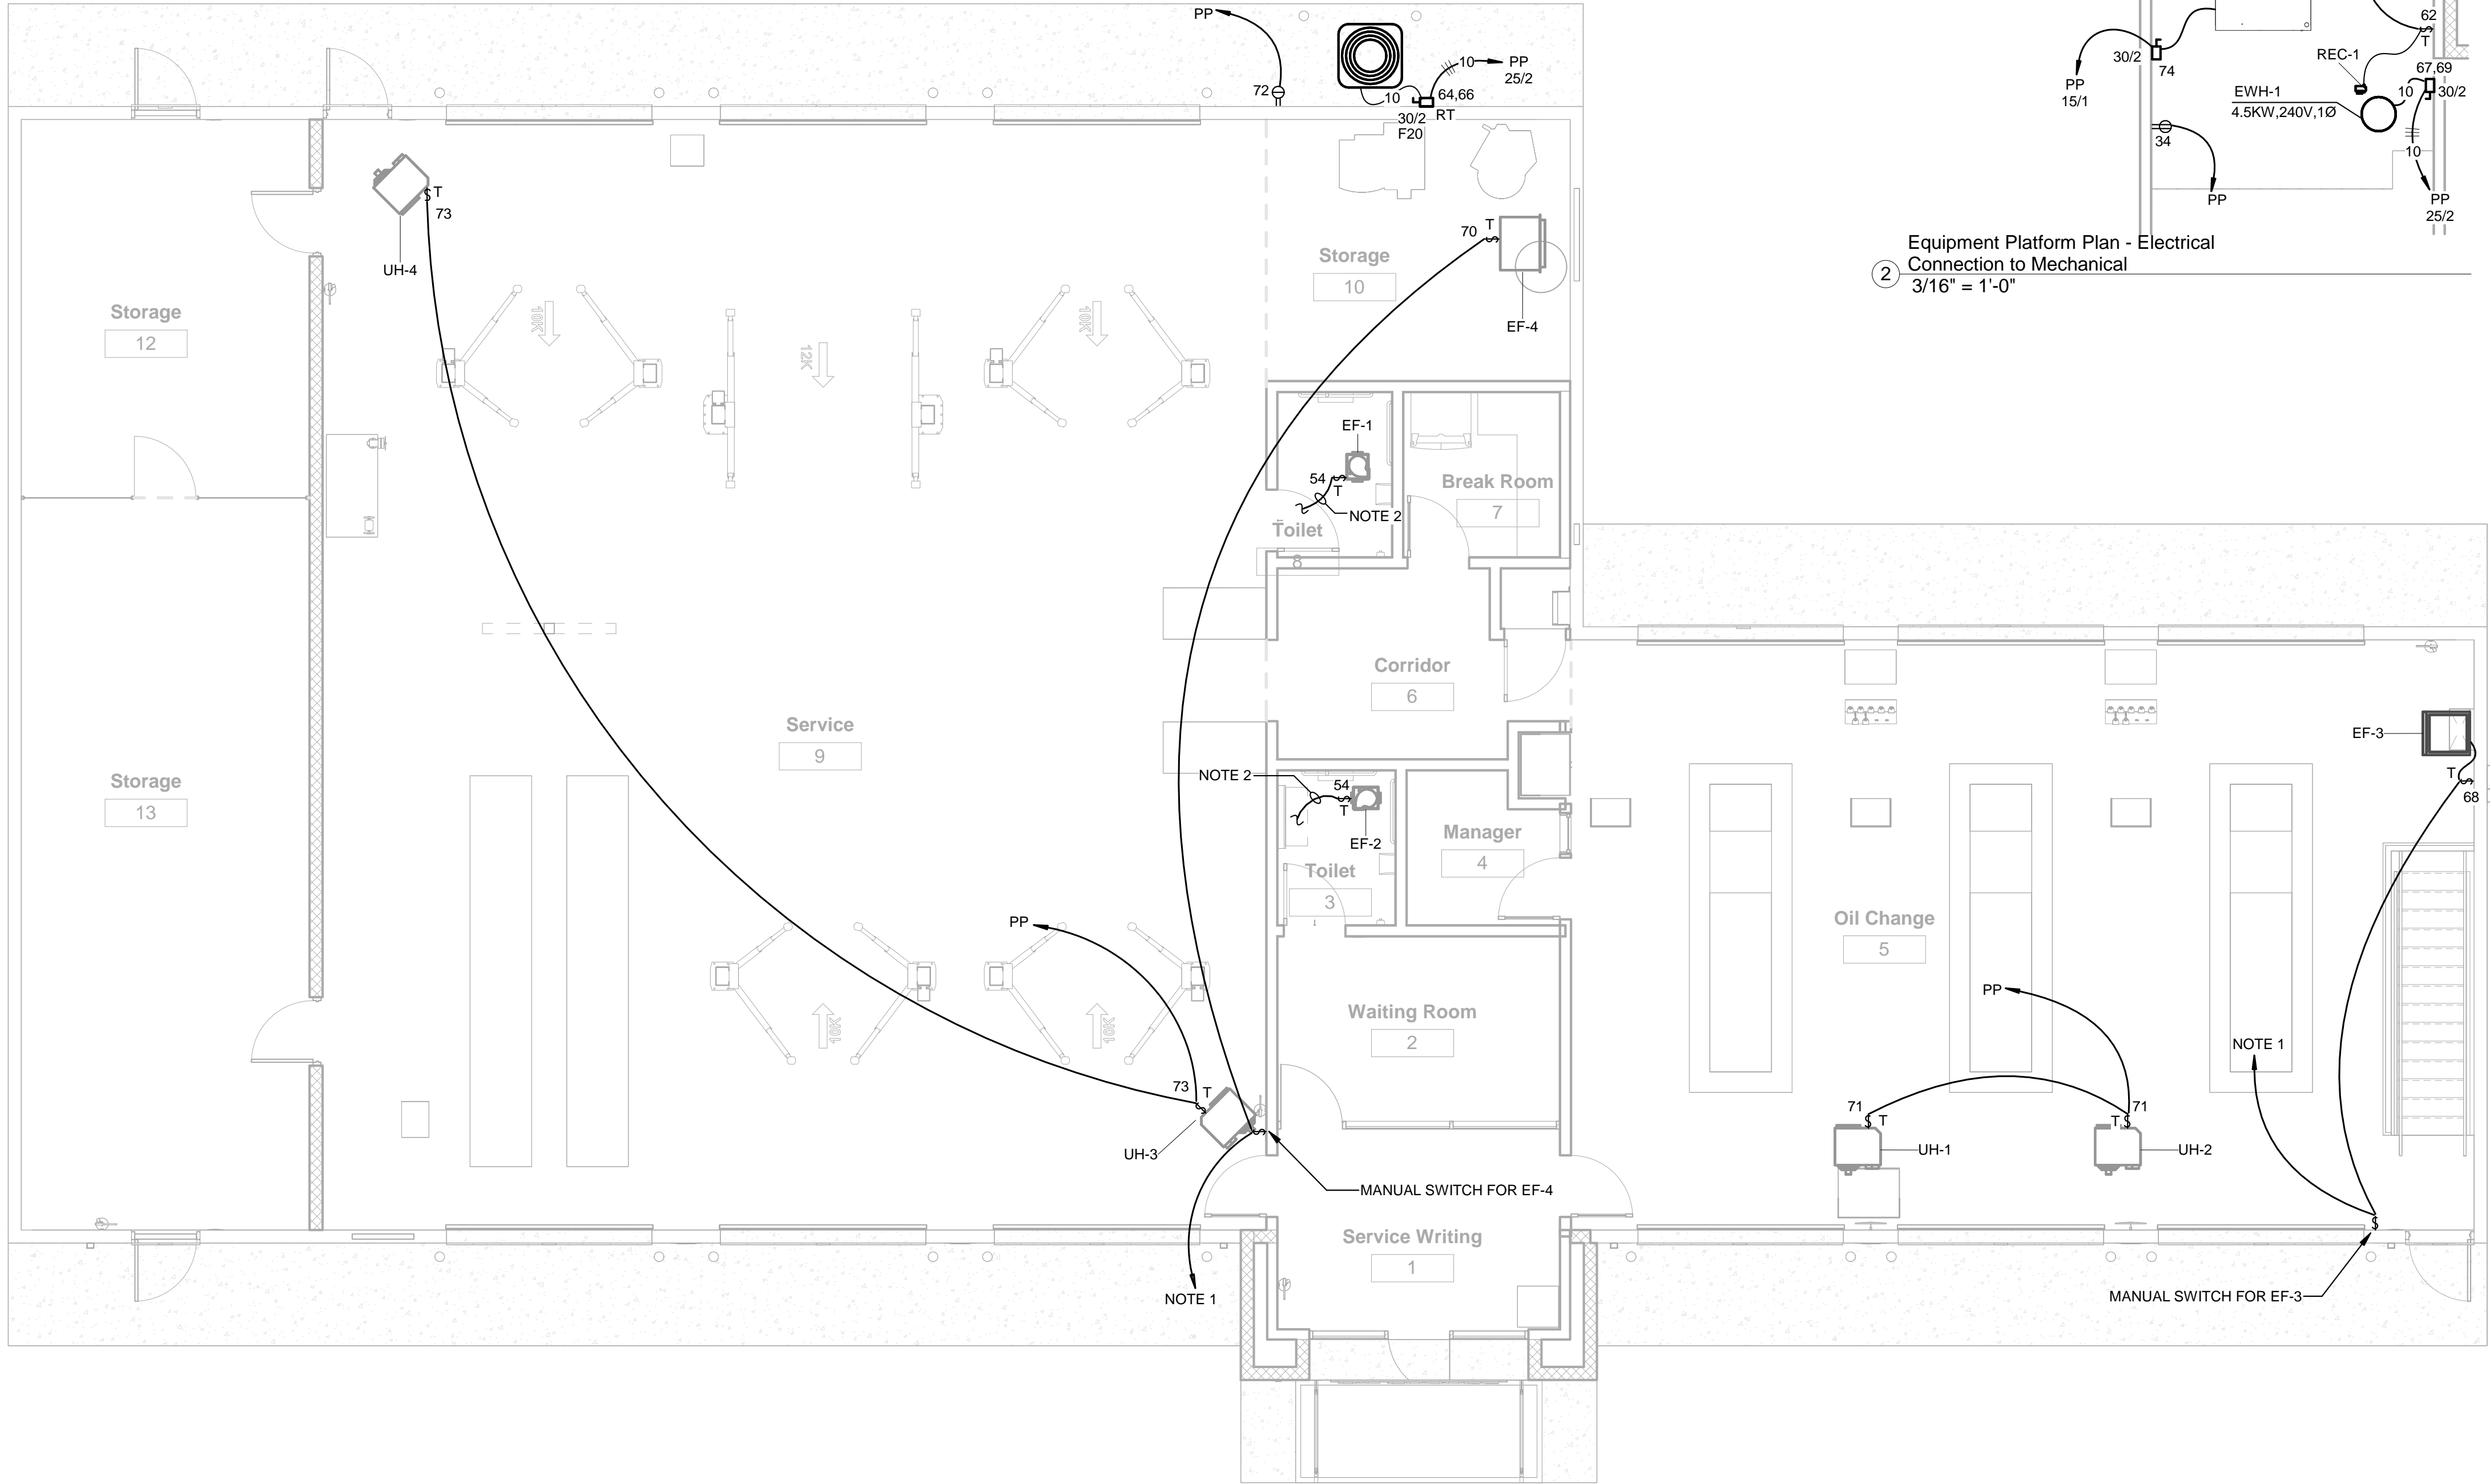 PP
72
10
10
PP
25/2
64,66
RT
30/2
F20
62
T
30/2
74
PP
15/1
REC-1
67,69
10
30/2
EWH-1
4.5KW,240V,1Ø
34
PP
10
PP
25/2
Equipment Platform Plan - Electrical
Connection to Mechanical
2
3/16" = 1'-0"
$
T
73
UH-4
70
T
$
EF-4
Storage
10
Storage
12
10K
12K
10K
EF-1
54
$
T
NOTE 2
Toilet
8
Break Room
7
Corridor
6
Service
9
EF-3
T
$
68
NOTE 2
54
$
T
EF-2
Toilet
3
Manager
4
Storage
13
Oil Change
5
PP
10K
10K
Waiting Room
2
PP
NOTE 1
73
T
$
UH-3
$
71
$
T
UH-1
71
T
$
UH-2
MANUAL SWITCH FOR EF-4
$
Service Writing
1
NOTE 1
MANUAL SWITCH FOR EF-3